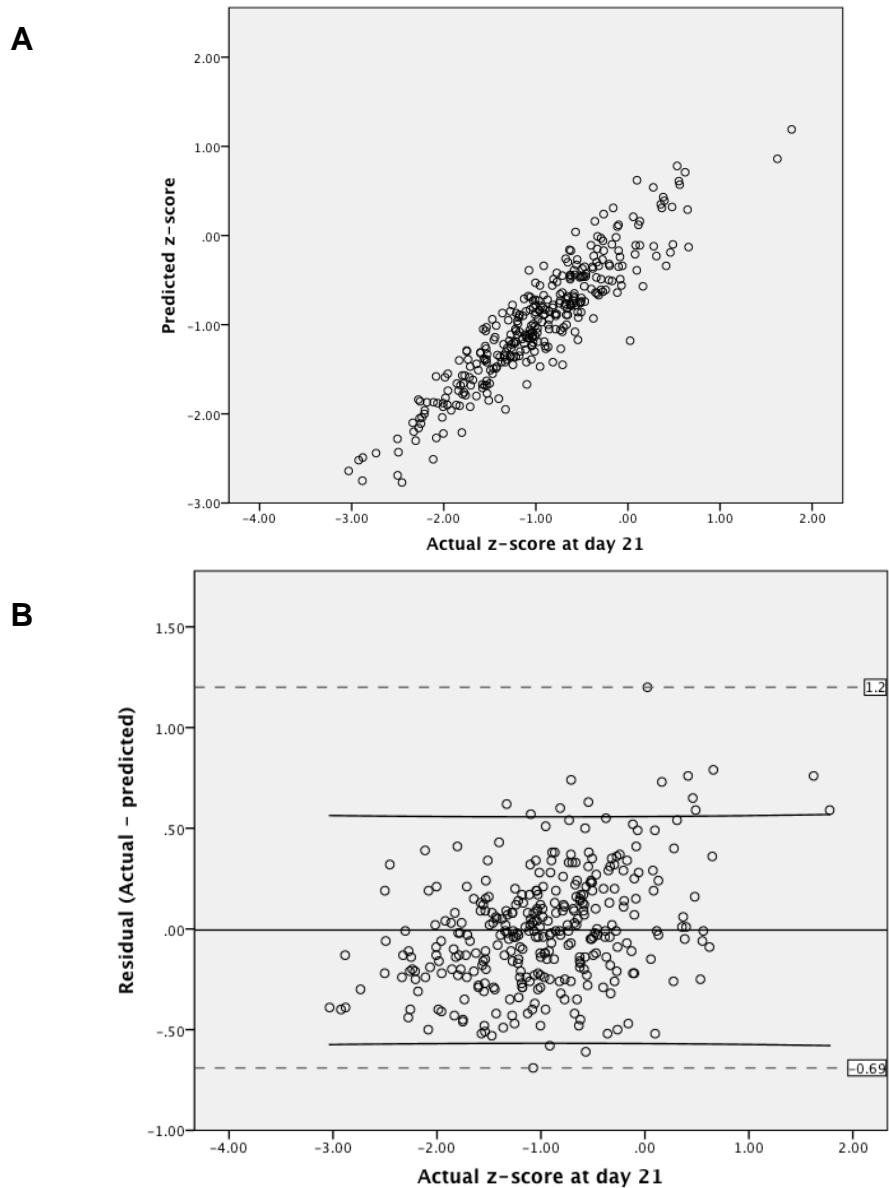 A
2.00
1.00
.00
-1.00
-2.00
-3.00
Predicted z-score
-4.00 -3.00 -2.00 -1.00 .00 1.00 2.00
Actual z-score at day 21
B
1.50
1.00
.50
.00
-.50
-1.00
Residual (Actual - predicted)
1.2
-0.69
-4.00 -3.00 -2.00 -1.00 .00 1.00 2.00
Actual z-score at day 21